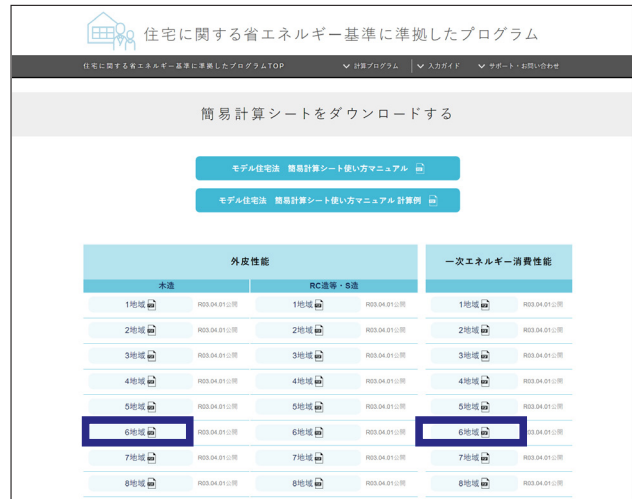 住宅に関する省エネルギー基準に準拠したプログラム
住宅に関する省エネルギー基準に準拠したプログラムTOP 計算プログラム 入力ガイド サポート・お問い合わせ
簡易計算シートをダウンロードする
モデル住宅法 簡易計算シート使い方マニュアル
モデル住宅法 簡易計算シート使い方マニュアル 計算例
外皮性能 一次エネルギー消費性能
木造 RC造等・S造
1地域 R03.04.01公開 1地域 R03.04.01公開 1地域 R03.04.01公開
2地域 R03.04.01公開 2地域 R03.04.01公開 2地域 R03.04.01公開
3地域 R03.04.01公開 3地域 R03.04.01公開 3地域 R03.04.01公開
4地域 R03.04.01公開 4地域 R03.04.01公開 4地域 R03.04.01公開
5地域 R03.04.01公開 5地域 R03.04.01公開 5地域 R03.04.01公開
6地域 R03.04.01公開 6地域 R03.04.01公開 6地域 R03.04.01公開
7地域 R03.04.01公開 7地域 R03.04.01公開 7地域 R03.04.01公開
8地域 R03.04.01公開 8地域 R03.04.01公開 8地域 R03.04.01公開